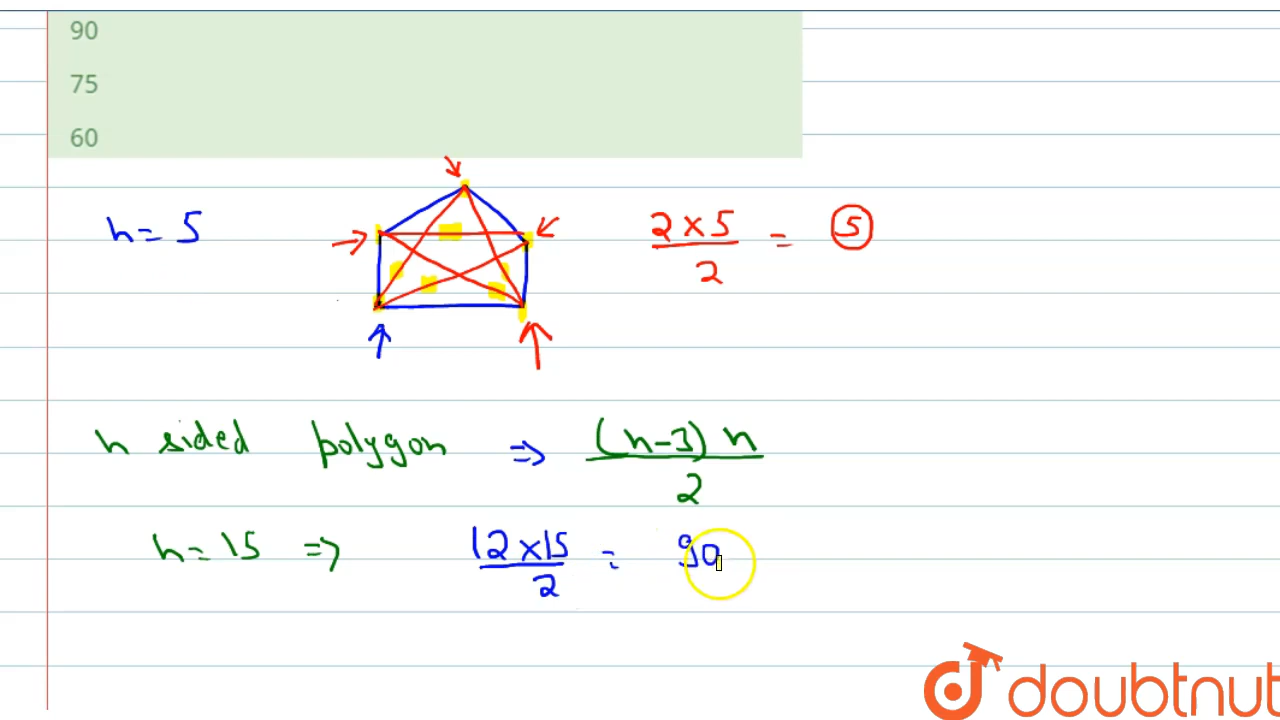 90
75
60
n = 5
2 × 5 / 2 = 5
n sided polygon ⇒ (n-3) n / 2
n = 15 ⇒ 12 × 15 / 2 = 90
doubtnut